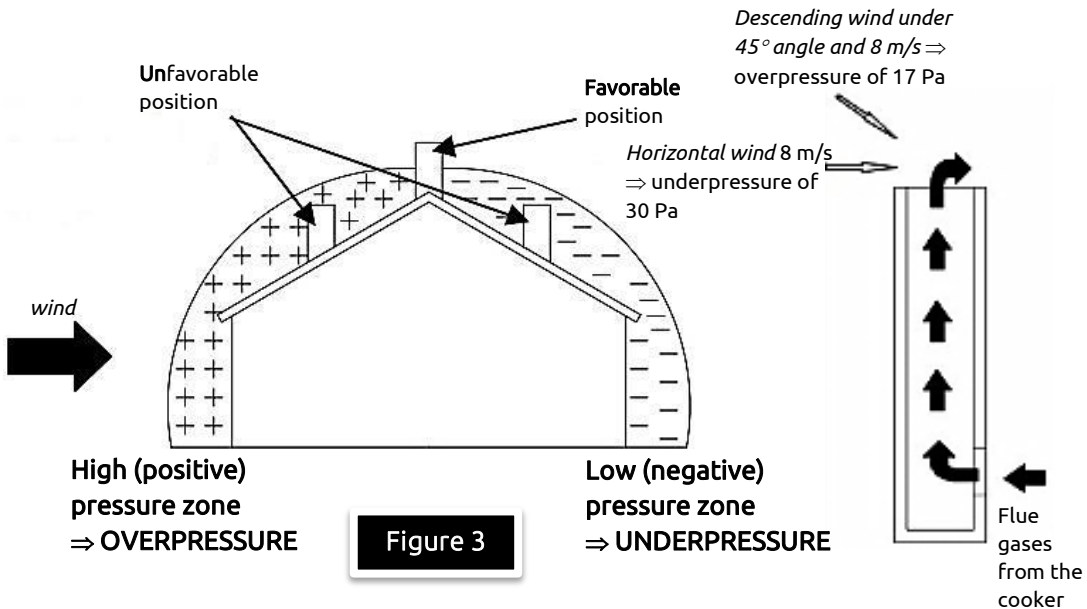 Descending wind under
45° angle and 8 m/s ⇒
overpressure of 17 Pa
Unfavorable
position
Favorable
position
Horizontal wind 8 m/s
⇒ underpressure of
30 Pa
wind
High (positive)
pressure zone
⇒ OVERPRESSURE
Low (negative)
pressure zone
⇒ UNDERPRESSURE
Figure 3
Flue
gases
from the
cooker